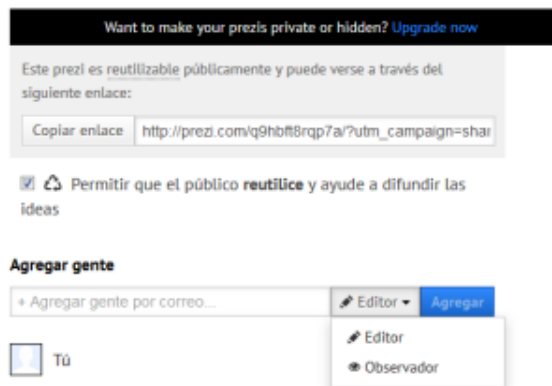 Want to make your prezis private or hidden? Upgrade now
Este prezi es reutilizable públicamente y puede verse a través del
siguiente enlace:
Copiar enlace http://prezi.com/q9hbft8rqp7a/?utm_campaign=shar
Permitir que el público reutilice y ayude a difundir las
ideas
Agregar gente
+ Agregar gente por correo... Editor Agregar
Editor
Tú
Observador